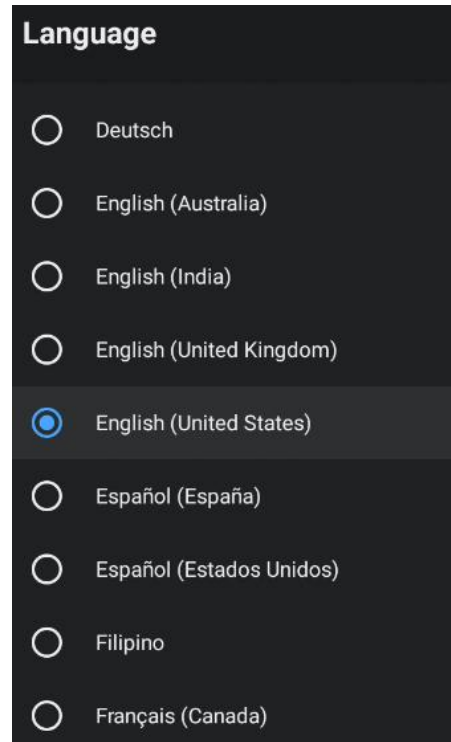 Language
Deutsch
English (Australia)
English (India)
English (United Kingdom)
English (United States)
Español (España)
Español (Estados Unidos)
Filipino
Français (Canada)